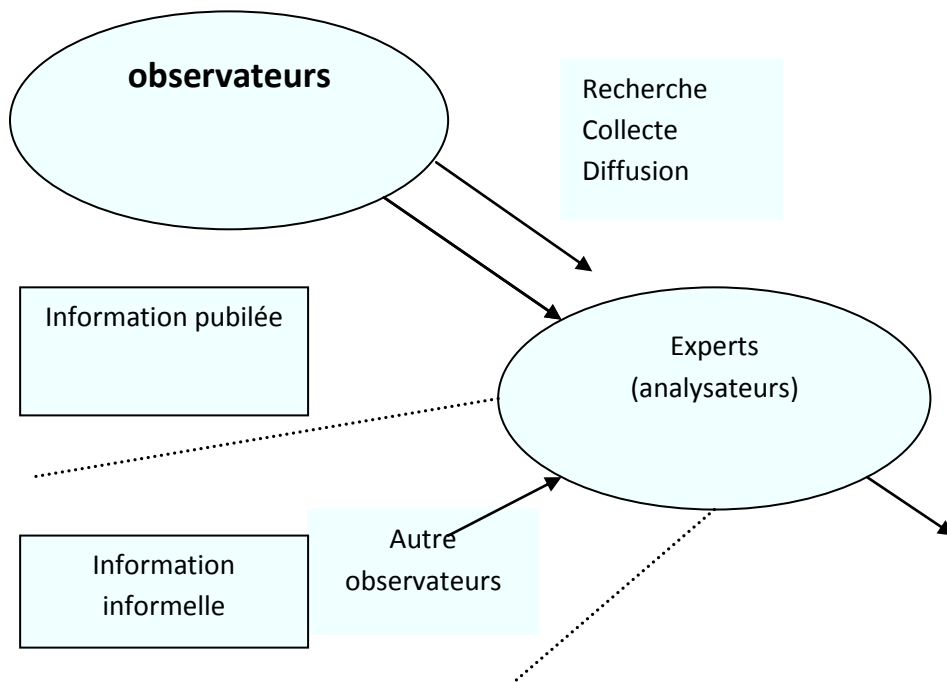 observateurs
Recherche
Collecte
Diffusion
Information pubilée
Experts
(analysateurs)
Autre
observateurs
Information
informelle